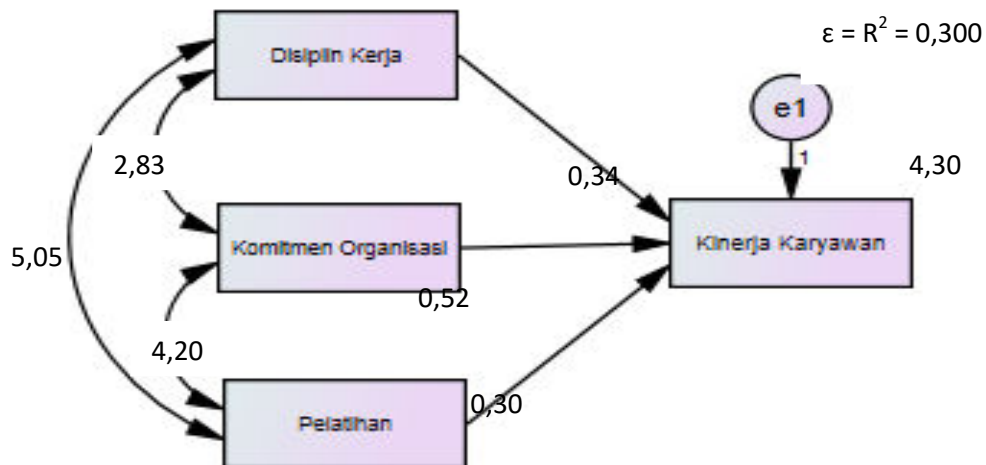 ε = R² = 0,300
Disiplin Kerja
e1
1
2,83
0,34
4,30
Komitmen Organisasi
Kinerja Karyawan
5,05
0,52
4,20
0,30
Pelatihan